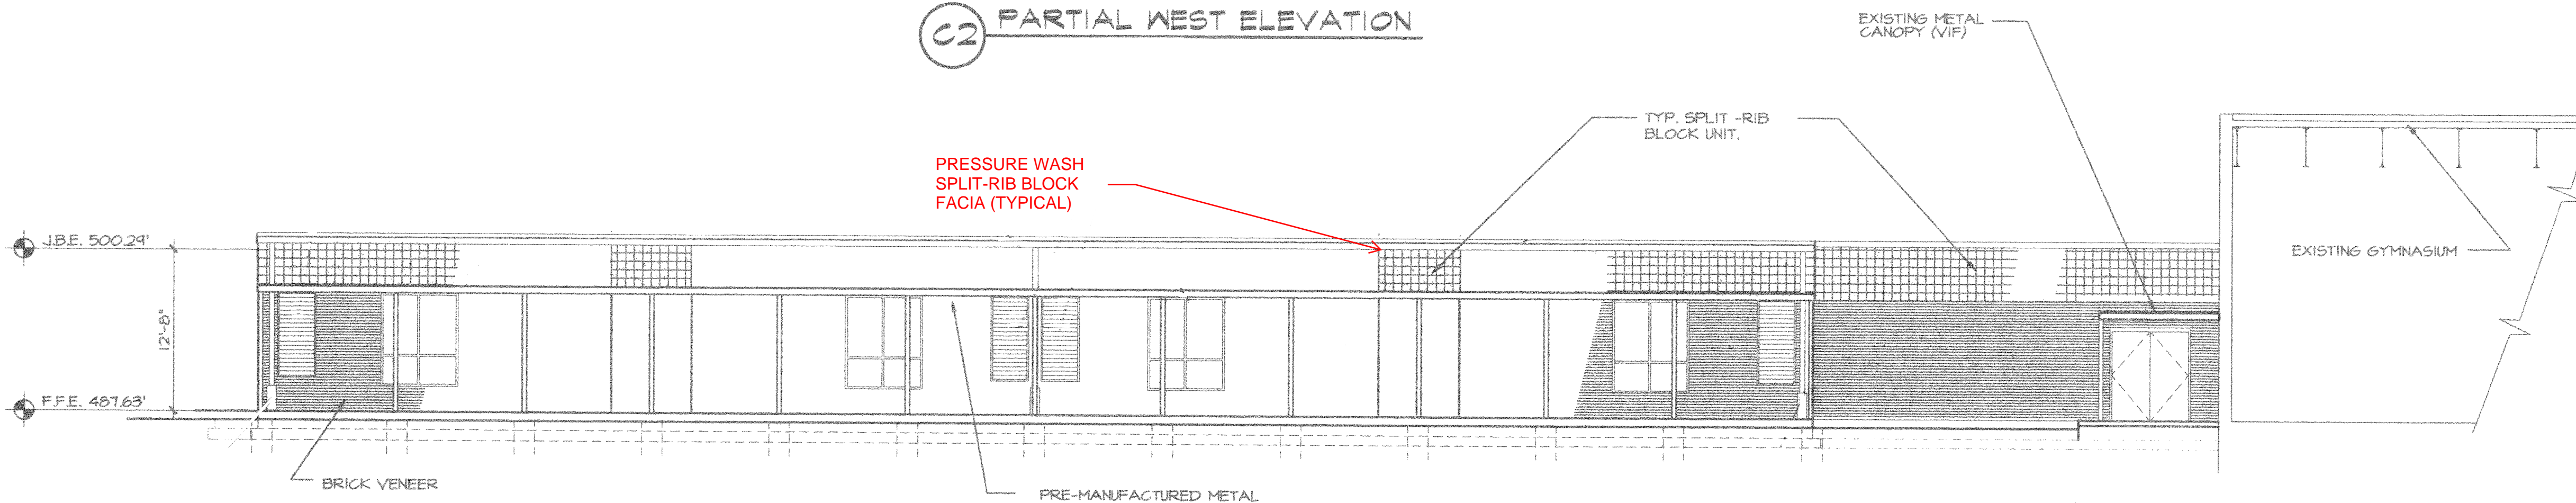 C2 PARTIAL WEST ELEVATION
EXISTING METAL
CANOPY (VIF)
TYP. SPLIT -RIB
BLOCK UNIT.
PRESSURE WASH
SPLIT-RIB BLOCK
FACIA (TYPICAL)
J.B.E. 500.29'
EXISTING GYMNASIUM
12'-8"
F.F.E. 487.63'
BRICK VENEER
PRE-MANUFACTURED METAL